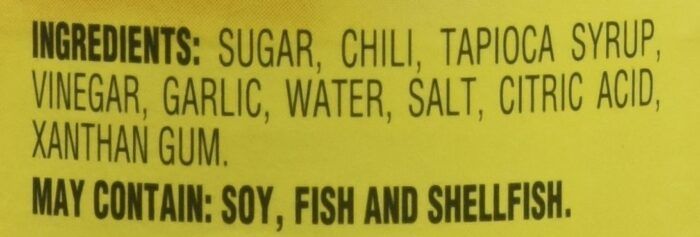 INGREDIENTS: SUGAR, CHILI, TAPIOCA SYRUP,
VINEGAR, GARLIC, WATER, SALT, CITRIC ACID,
XANTHAN GUM.
MAY CONTAIN: SOY, FISH AND SHELLFISH.